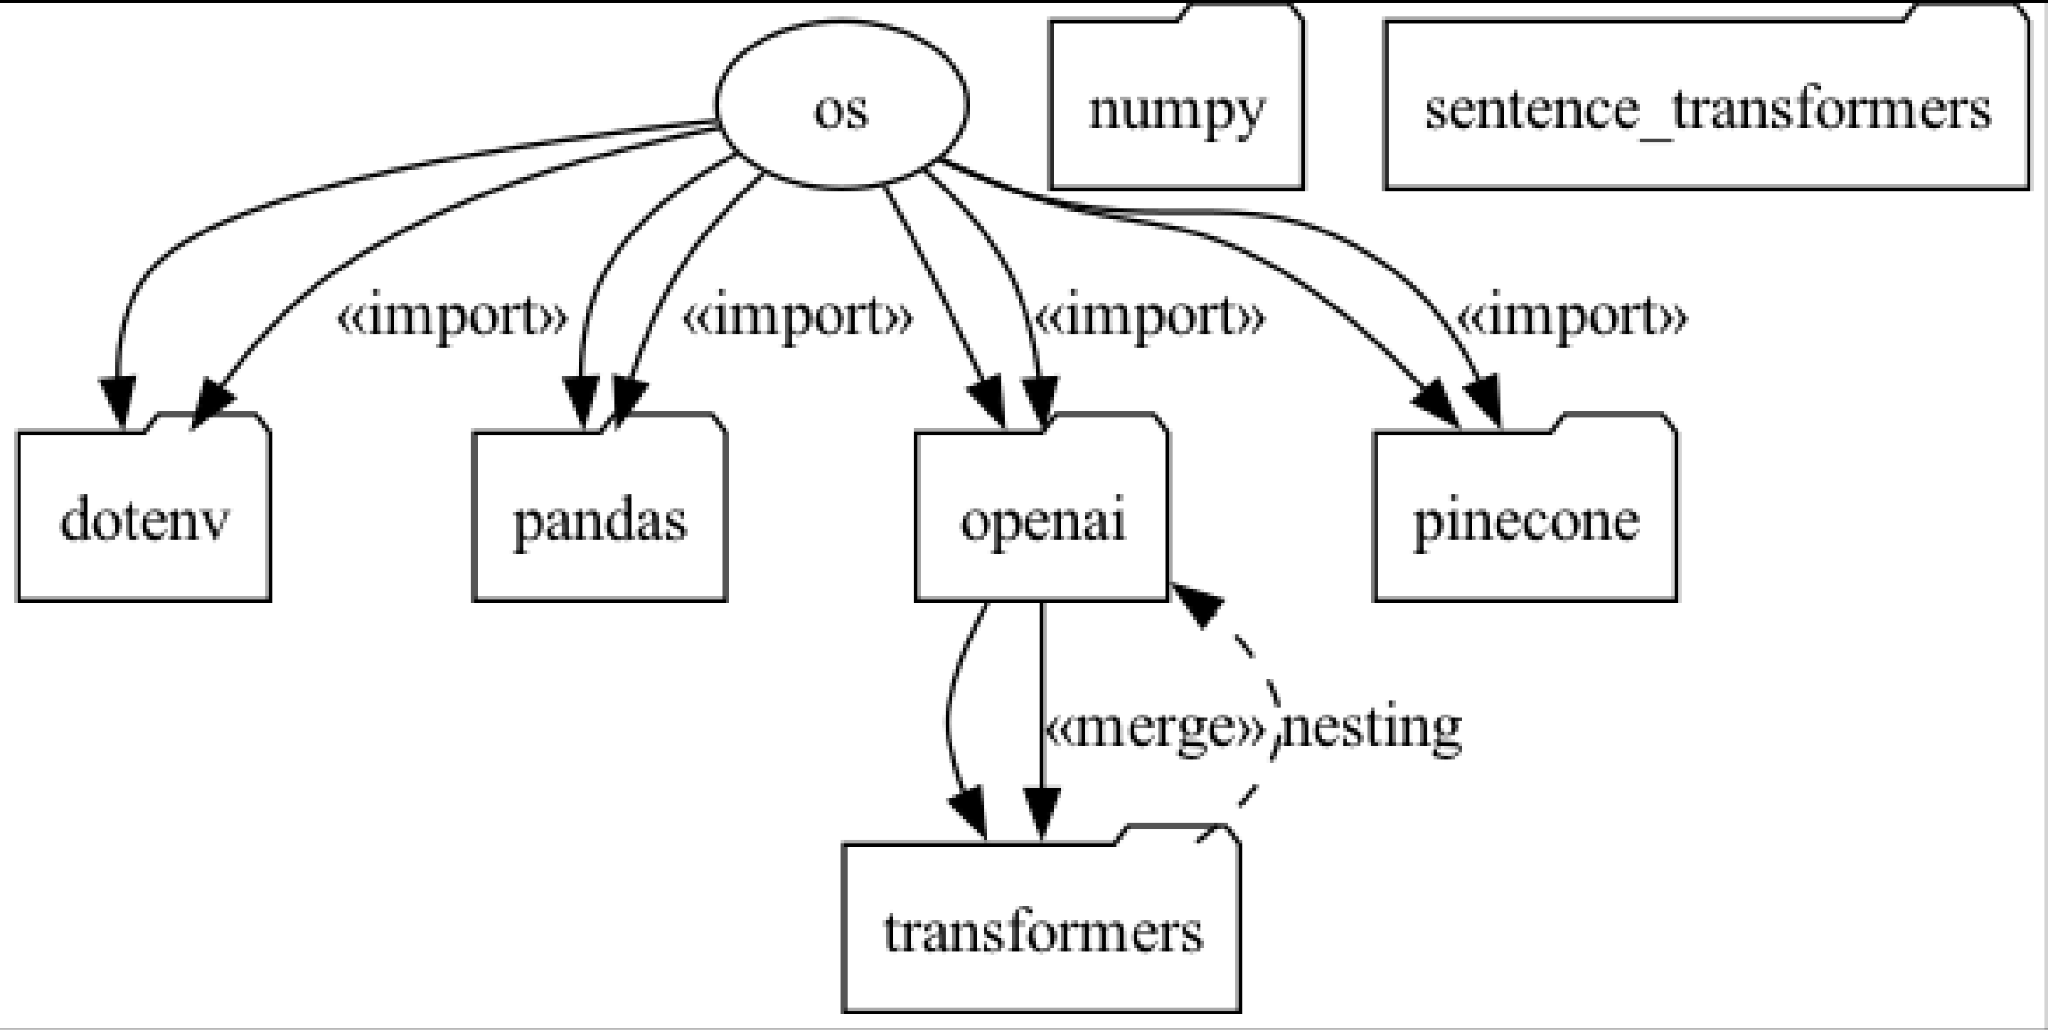 os
numpy
sentence_transformers
«import»
«import»
«import»
«import»
dotenv
pandas
openai
pinecone
«merge»
nesting
transformers